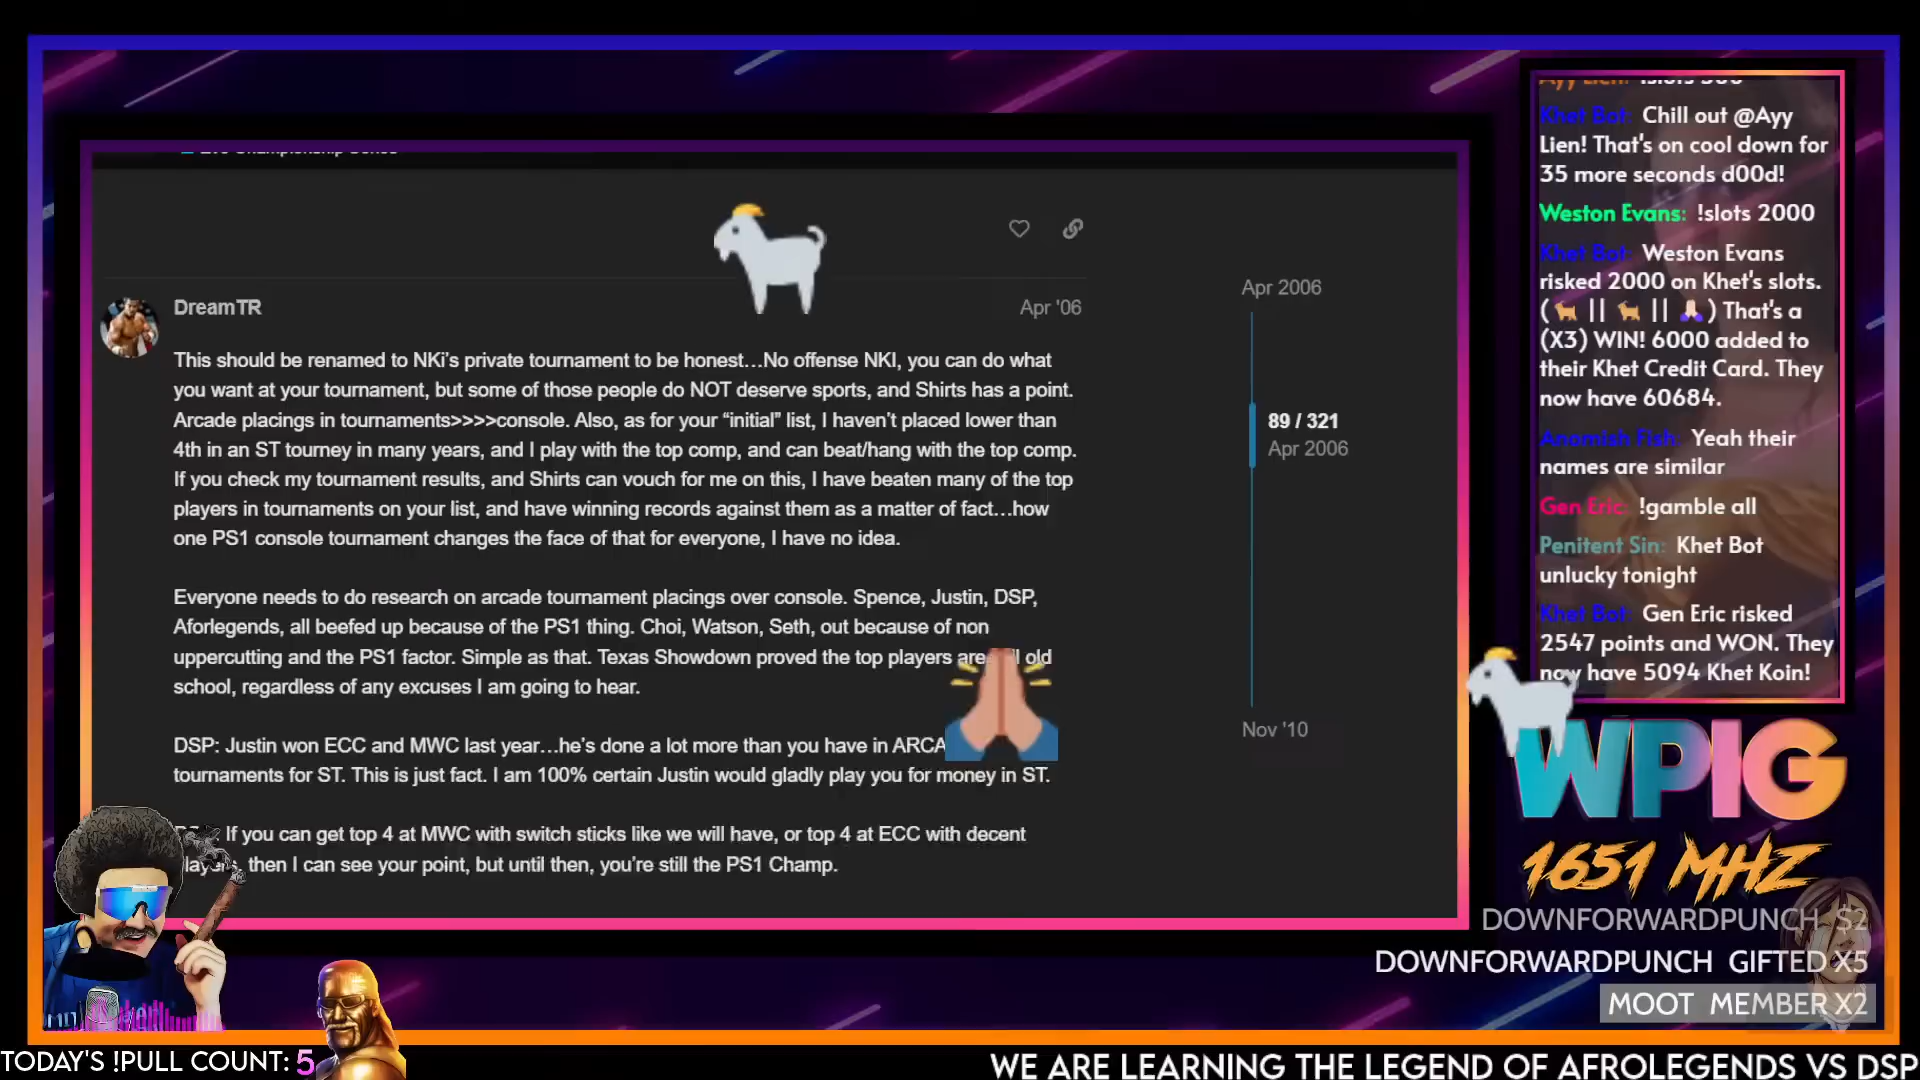 Evo Championship Series
DreamTR
Apr '06
This should be renamed to NKi’s private tournament to be honest…No offense NKI, you can do what
you want at your tournament, but some of those people do NOT deserve sports, and Shirts has a point.
Arcade placings in tournaments>>>>console. Also, as for your “initial” list, I haven’t placed lower than
4th in an ST tourney in many years, and I play with the top comp, and can beat/hang with the top comp.
If you check my tournament results, and Shirts can vouch for me on this, I have beaten many of the top
players in tournaments on your list, and have winning records against them as a matter of fact…how
one PS1 console tournament changes the face of that for everyone, I have no idea.
Everyone needs to do research on arcade tournament placings over console. Spence, Justin, DSP,
Aforlegends, all beefed up because of the PS1 thing. Choi, Watson, Seth, out because of non
uppercutting and the PS1 factor. Simple as that. Texas Showdown proved the top players are old
school, regardless of any excuses I am going to hear.
DSP: Justin won ECC and MWC last year…he’s done a lot more than you have in ARCA
tournaments for ST. This is just fact. I am 100% certain Justin would gladly play you for money in ST.
If you can get top 4 at MWC with switch sticks like we will have, or top 4 at ECC with decent
then I can see your point, but until then, you’re still the PS1 Champ.
Apr 2006
89 / 321
Apr 2006
Nov '10
Ayy Lien: !slots 500
Khet Bot: Chill out @Ayy
Lien! That's on cool down for
35 more seconds d00d!
Weston Evans: !slots 2000
Khet Bot: Weston Evans
risked 2000 on Khet's slots.
( || || ) That's a
(X3) WIN! 6000 added to
their Khet Credit Card. They
now have 60684.
Anomish Fish: Yeah their
names are similar
Gen Eric: !gamble all
Penitent Sin: Khet Bot
unlucky tonight
Khet Bot: Gen Eric risked
2547 points and WON. They
now have 5094 Khet Koin!
WPIG
1651 MHZ
DOWNFORWARDPUNCH $2
DOWNFORWARDPUNCH GIFTED X5
MOOT MEMBER X2
TODAY'S !PULL COUNT: 5
WE ARE LEARNING THE LEGEND OF AFROLEGENDS VS DSP